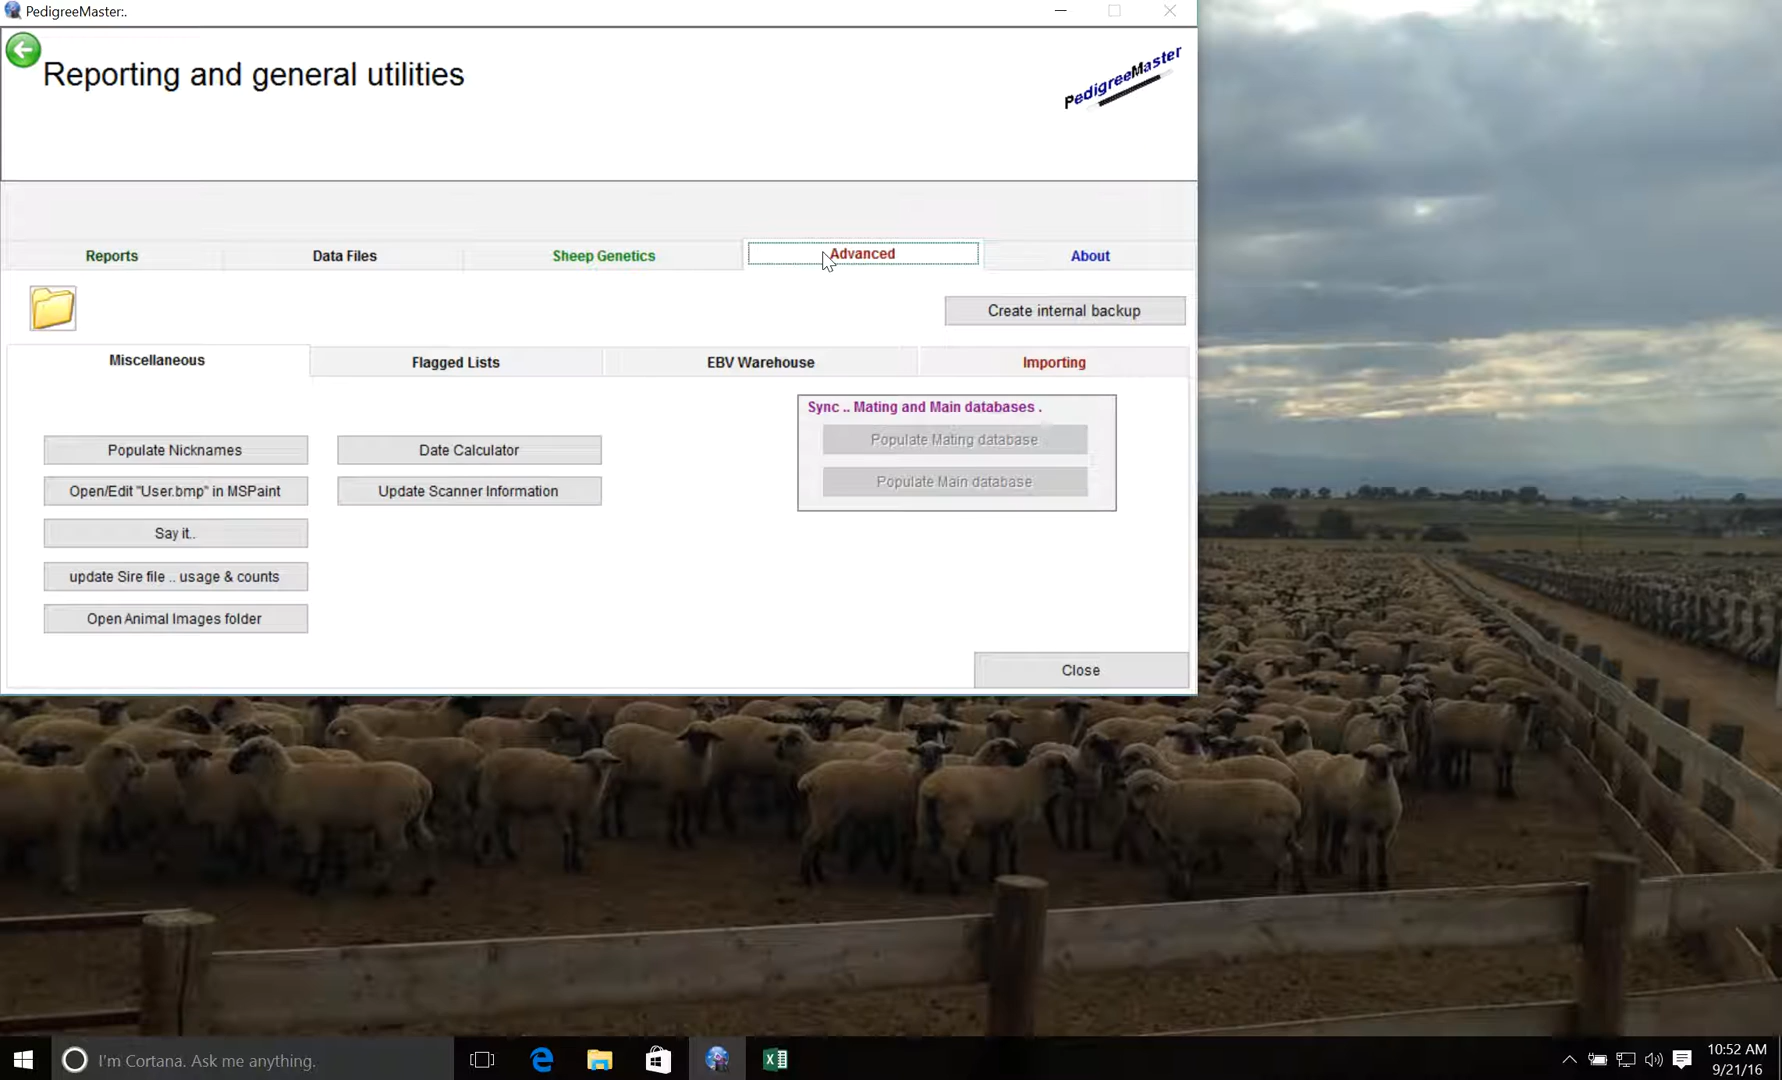 PedigreeMaster:.
Reporting and general utilities
PedigreeMaster
Reports
Data Files
Sheep Genetics
Advanced
About
Create internal backup
Miscellaneous
Flagged Lists
EBV Warehouse
Importing
Sync .. Mating and Main databases .
Populate Nicknames
Date Calculator
Populate Mating database
Open/Edit "User.bmp" in MSPaint
Update Scanner Information
Populate Main database
Say it..
update Sire file .. usage & counts
Open Animal Images folder
Close
I'm Cortana. Ask me anything.
10:52 AM
9/21/16